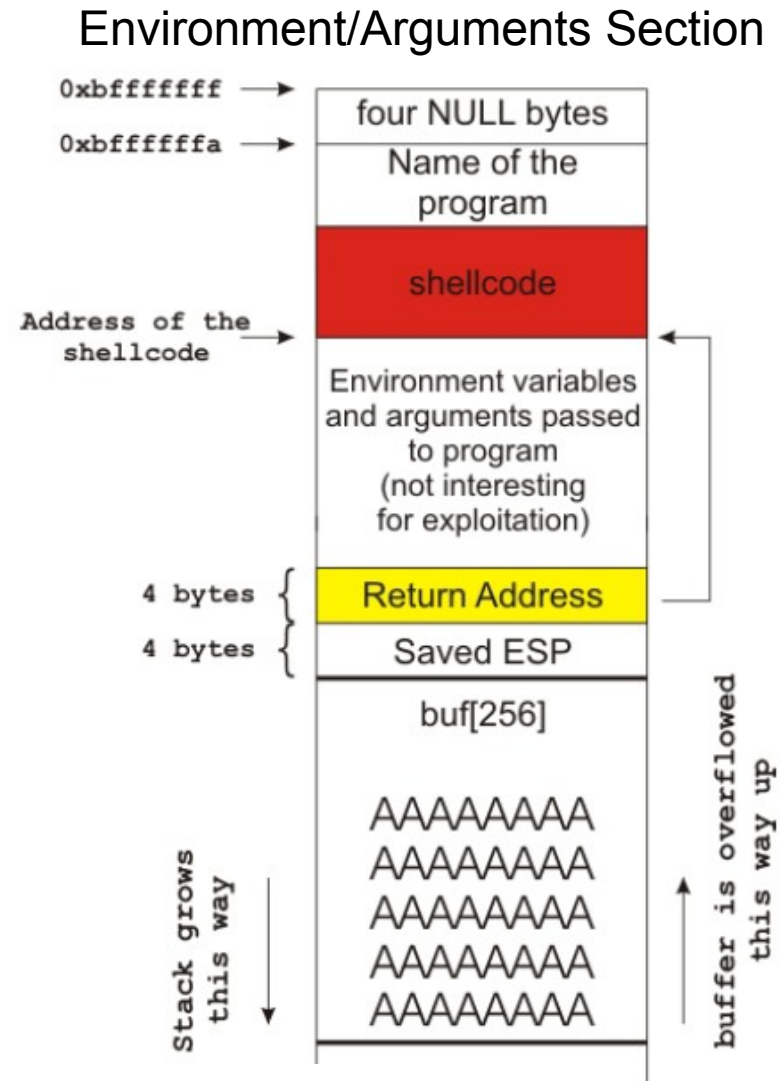 Environment/Arguments Section
0xbfffffff
four NULL bytes
0xbffffffa
Name of the
program
shellcode
Address of the
shellcode
Environment variables
and arguments passed
to program
(not interesting
for exploitation)
4 bytes
Return Address
4 bytes
Saved ESP
buf[256]
AAAAAAAA
AAAAAAAA
AAAAAAAA
AAAAAAAA
AAAAAAAA
Stack grows
this way
buffer is overflowed
this way up